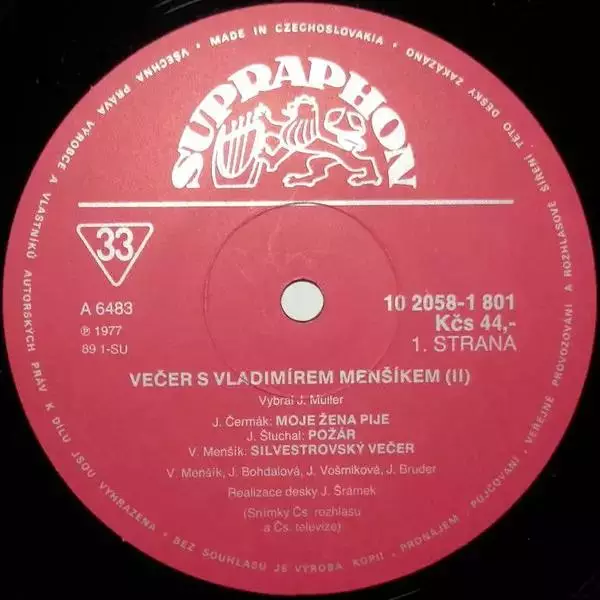 VŠECHNA PRÁVA VÝROBCE A VLASTNÍKŮ AUTORSKÝCH PRÁV K DÍLU JSOU VYHRAZENA • BEZ SOUHLASU JE VÝROBA KOPIÍ • PRONÁJEM • PŮJČOVÁNÍ • VEŘEJNÉ PROVOZOVÁNÍ A ROZHLASOVÉ ŠÍŘENÍ TÉTO DESKY ZAKÁZÁNO • MADE IN CZECHOSLOVAKIA •
SUPRAPHON
33
A 6483
℗ 1977
89 1-SU
10 2058-1 801
Kčs 44,-
1. STRANA
VEČER S VLADIMÍREM MENŠÍKEM (II)
Vybral J. Müller
J. Čermák: MOJE ŽENA PIJE
J. Štuchal: POŽÁR
V. Menšík: SILVESTROVSKÝ VEČER
V. Menšík, J. Bohdalová, J. Vošmiková, J. Bruder
Realizace desky J. Šrámek
(Snímky Čs. rozhlasu
a Čs. televize)